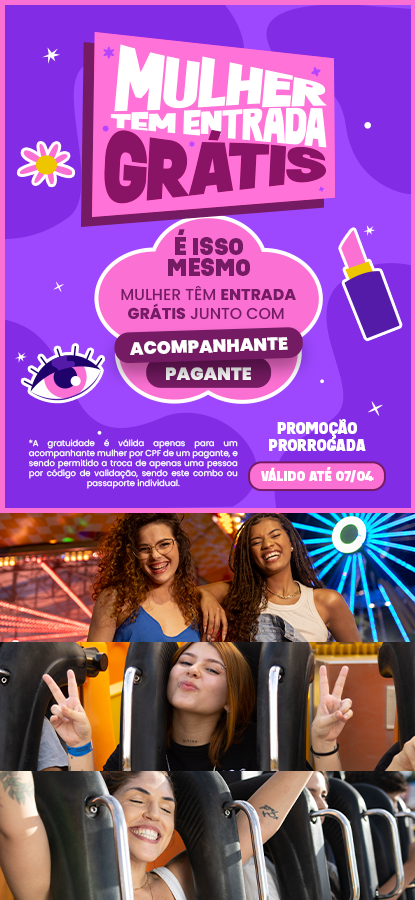 MULHER
TEM ENTRADA
GRÁTIS
É ISSO
MESMO
MULHER TÊM ENTRADA
GRÁTIS JUNTO COM
ACOMPANHANTE
PAGANTE
*A gratuidade é válida apenas para um
acompanhante mulher por CPF de um pagante, e
sendo permitido a troca de apenas uma pessoa
por código de validação, sendo este combo ou
passaporte individual.
PROMOÇÃO
PRORROGADA
VÁLIDO ATÉ 07/04